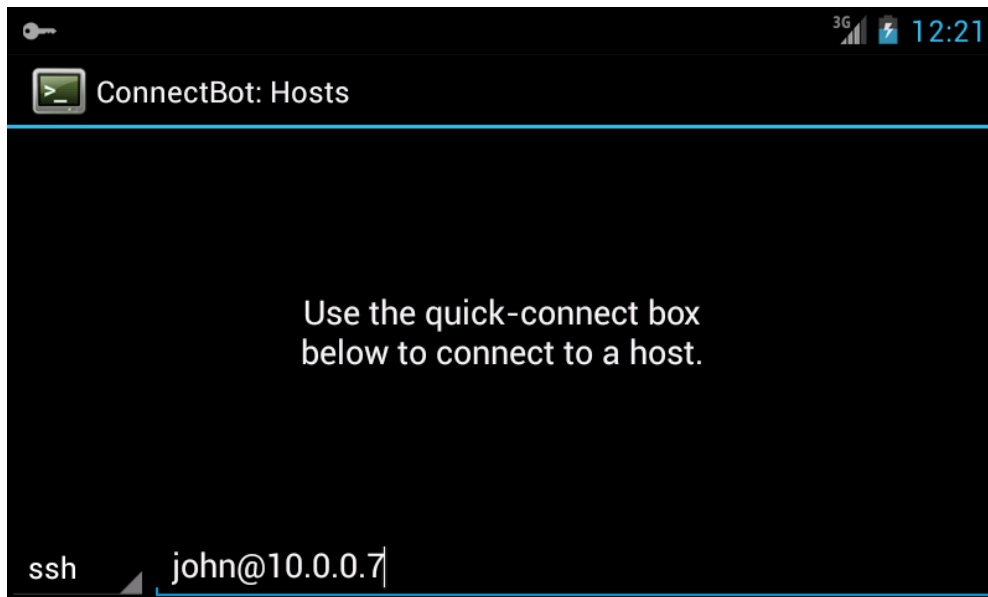 3G 12:21
>_ ConnectBot: Hosts
Use the quick-connect box
below to connect to a host.
ssh john@10.0.0.7